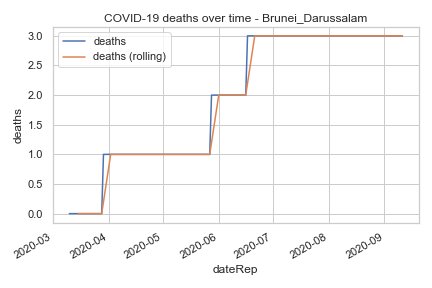 COVID-19 deaths over time - Brunei_Darussalam
deaths
deaths (rolling)
3.0
2.5
2.0
1.5
1.0
0.5
0.0
deaths
2020-03
2020-04
2020-05
2020-06
2020-07
2020-08
2020-09
dateRep